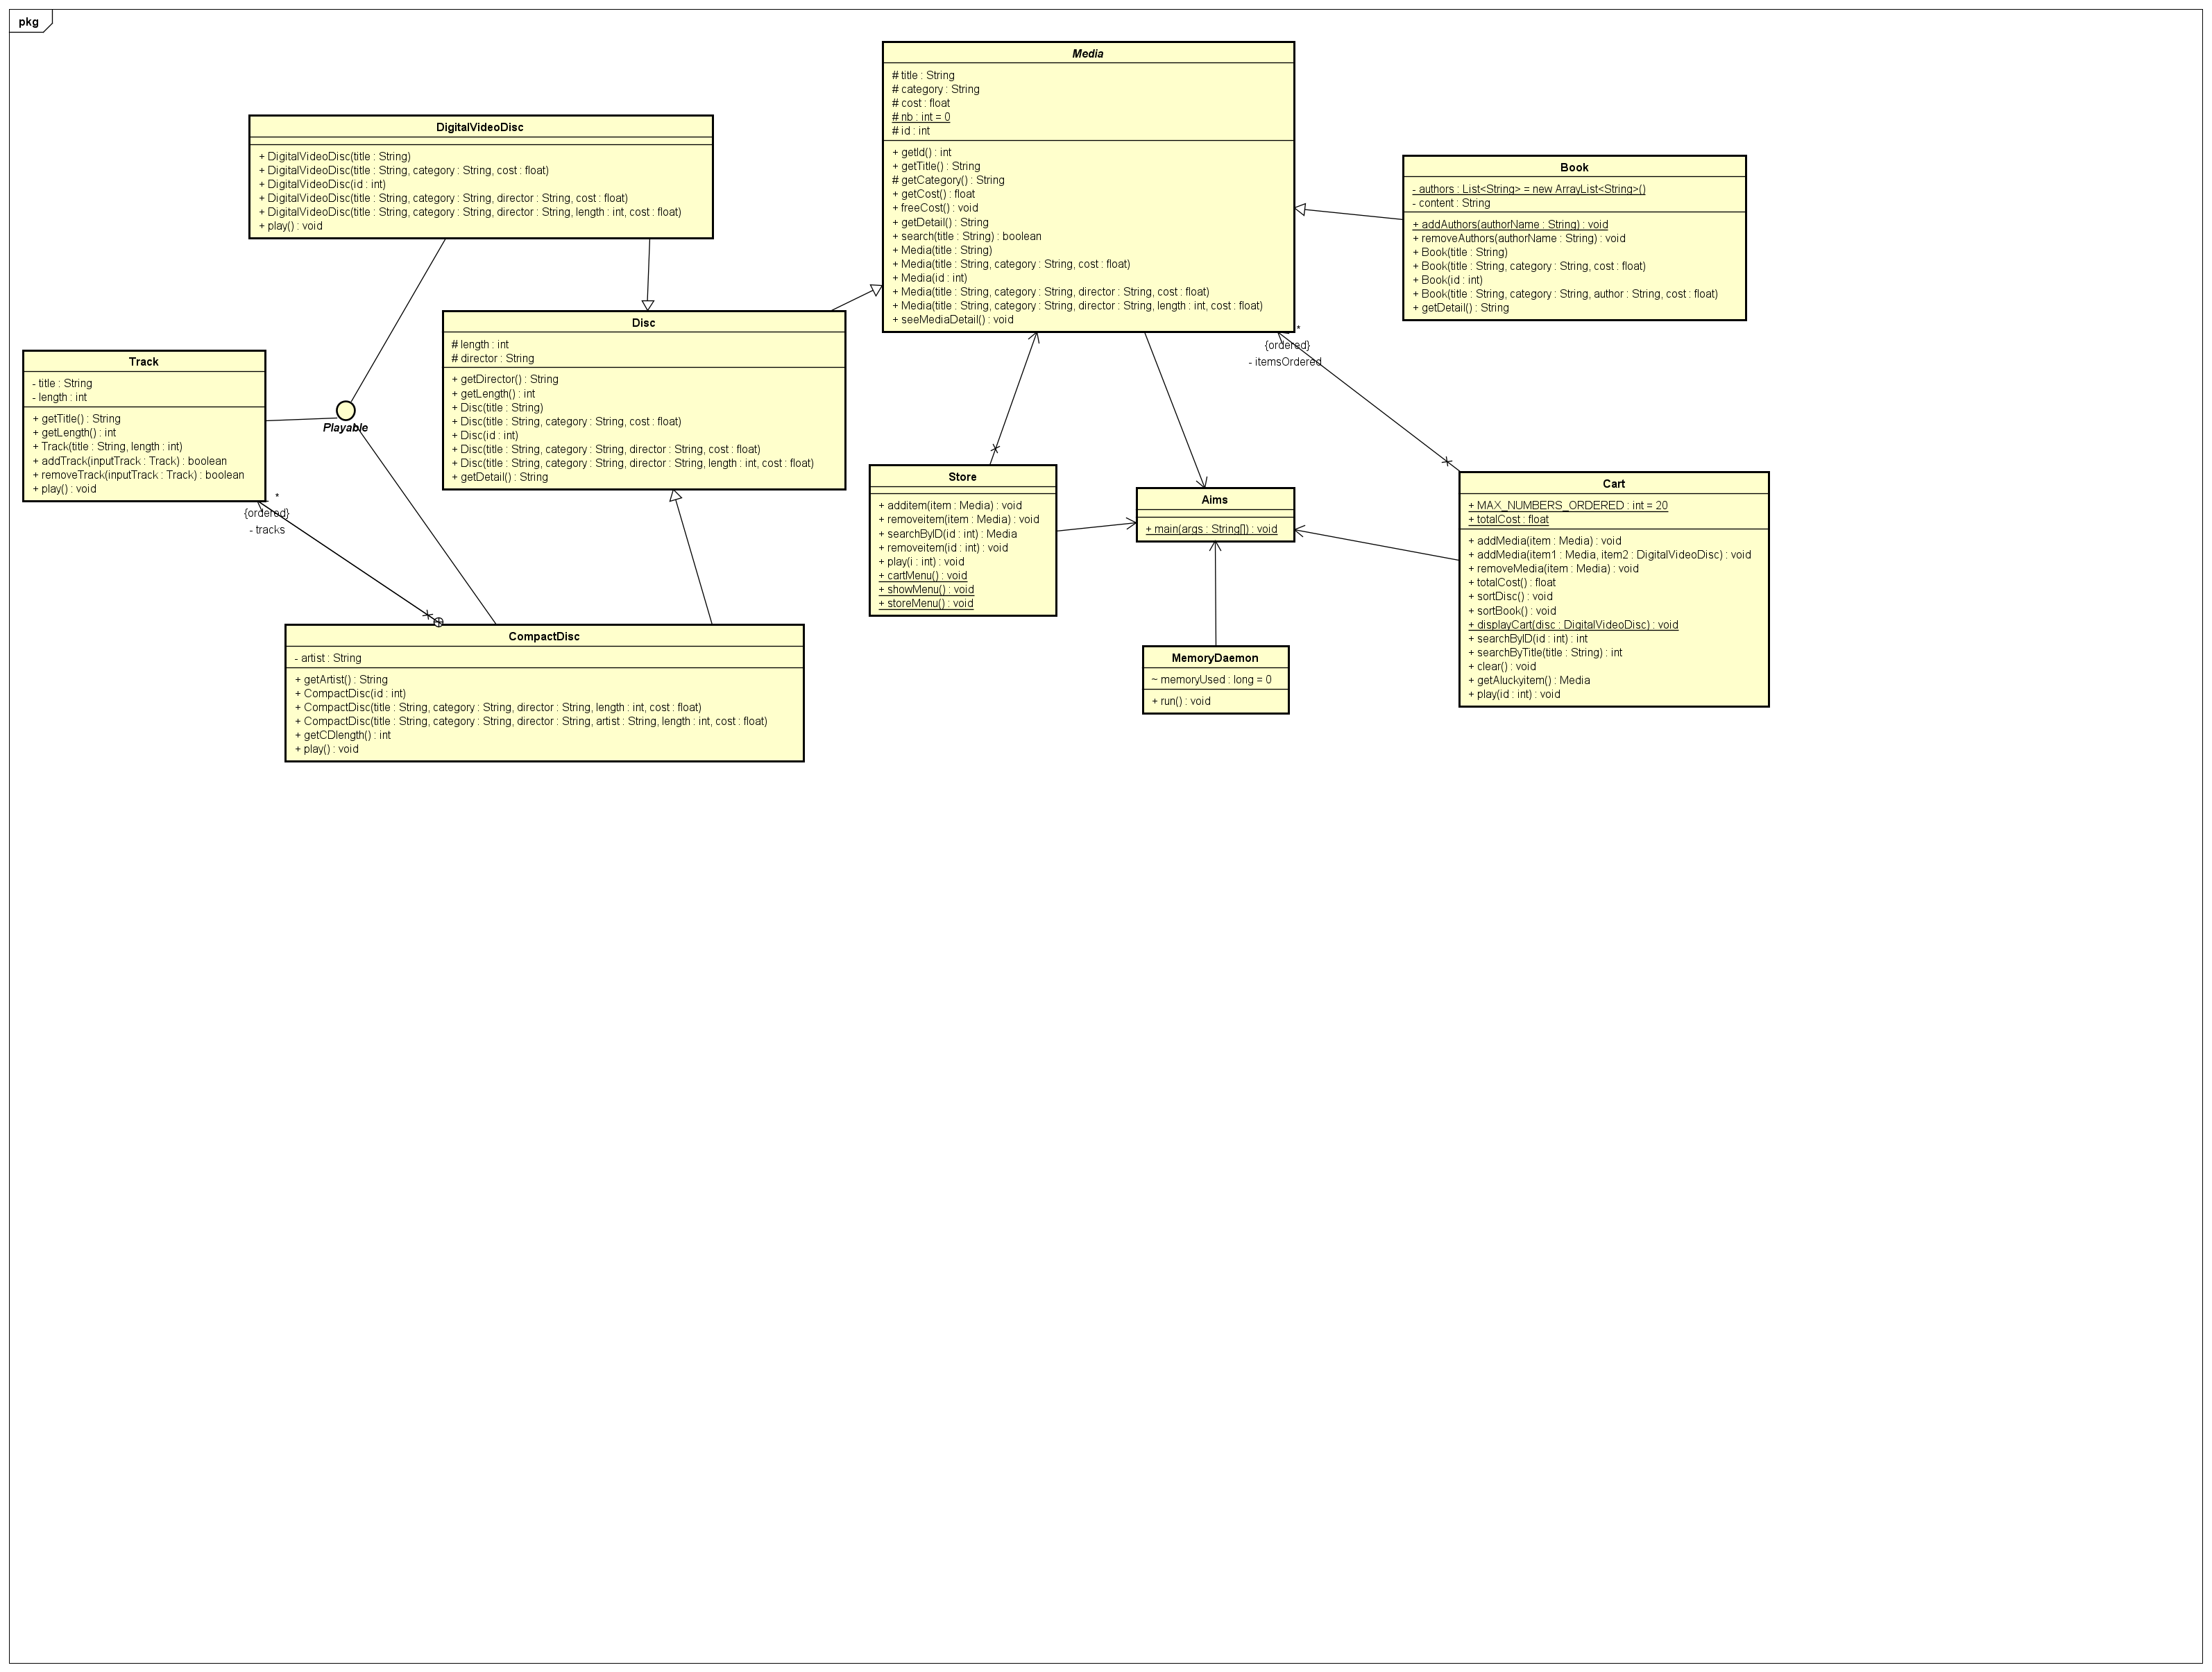 pkg
Media
# title : String
# category : String
# cost : float
# nb : int = 0
# id : int
+ getId() : int
+ getTitle() : String
# getCategory() : String
+ getCost() : float
+ freeCost() : void
+ getDetail() : String
+ search(title : String) : boolean
+ Media(title : String)
+ Media(title : String, category : String, cost : float)
+ Media(id : int)
+ Media(title : String, category : String, director : String, cost : float)
+ Media(title : String, category : String, director : String, length : int, cost : float)
+ seeMediaDetail() : void
DigitalVideoDisc
+ DigitalVideoDisc(title : String)
+ DigitalVideoDisc(title : String, category : String, cost : float)
+ DigitalVideoDisc(id : int)
+ DigitalVideoDisc(title : String, category : String, director : String, cost : float)
+ DigitalVideoDisc(title : String, category : String, director : String, length : int, cost : float)
+ play() : void
Book
- authors : List<String> = new ArrayList<String>()
- content : String
+ addAuthors(authorName : String) : void
+ removeAuthors(authorName : String) : void
+ Book(title : String)
+ Book(title : String, category : String, cost : float)
+ Book(id : int)
+ Book(title : String, category : String, author : String, cost : float)
+ getDetail() : String
Disc
# length : int
# director : String
+ getDirector() : String
+ getLength() : int
+ Disc(title : String)
+ Disc(title : String, category : String, cost : float)
+ Disc(id : int)
+ Disc(title : String, category : String, director : String, cost : float)
+ Disc(title : String, category : String, director : String, length : int, cost : float)
+ getDetail() : String
*
{ordered}
- itemsOrdered
Track
- title : String
- length : int
+ getTitle() : String
+ getLength() : int
+ Track(title : String, length : int)
+ addTrack(inputTrack : Track) : boolean
+ removeTrack(inputTrack : Track) : boolean
+ play() : void
Playable
*
{ordered}
- tracks
Store
+ additem(item : Media) : void
+ removeitem(item : Media) : void
+ searchByID(id : int) : Media
+ removeitem(id : int) : void
+ play(i : int) : void
+ cartMenu() : void
+ showMenu() : void
+ storeMenu() : void
Aims
+ main(args : String[]) : void
Cart
+ MAX_NUMBERS_ORDERED : int = 20
+ totalCost : float
+ addMedia(item : Media) : void
+ addMedia(item1 : Media, item2 : DigitalVideoDisc) : void
+ removeMedia(item : Media) : void
+ totalCost() : float
+ sortDisc() : void
+ sortBook() : void
+ displayCart(disc : DigitalVideoDisc) : void
+ searchByID(id : int) : int
+ searchByTitle(title : String) : int
+ clear() : void
+ getAluckyitem() : Media
+ play(id : int) : void
CompactDisc
- artist : String
+ getArtist() : String
+ CompactDisc(id : int)
+ CompactDisc(title : String, category : String, director : String, length : int, cost : float)
+ CompactDisc(title : String, category : String, director : String, artist : String, length : int, cost : float)
+ getCDlength() : int
+ play() : void
MemoryDaemon
~ memoryUsed : long = 0
+ run() : void